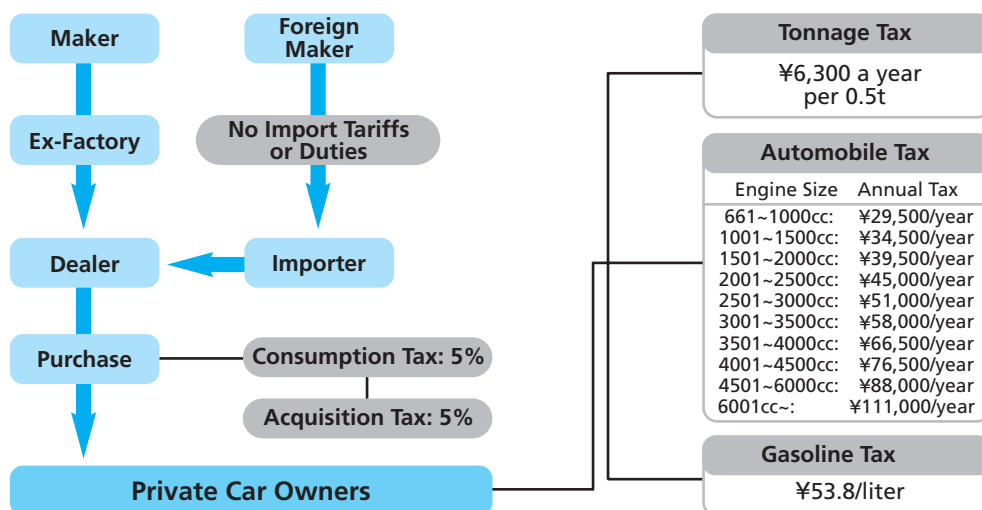 Maker
Foreign
Maker
Ex-Factory
No Import Tariffs
or Duties
Dealer
Importer
Purchase
Consumption Tax: 5%
Acquisition Tax: 5%
Private Car Owners
Tonnage Tax
¥6,300 a year
per 0.5t
Automobile Tax
Engine Size Annual Tax
661~1000cc: ¥29,500/year
1001~1500cc: ¥34,500/year
1501~2000cc: ¥39,500/year
2001~2500cc: ¥45,000/year
2501~3000cc: ¥51,000/year
3001~3500cc: ¥58,000/year
3501~4000cc: ¥66,500/year
4001~4500cc: ¥76,500/year
4501~6000cc: ¥88,000/year
6001cc~: ¥111,000/year
Gasoline Tax
¥53.8/liter